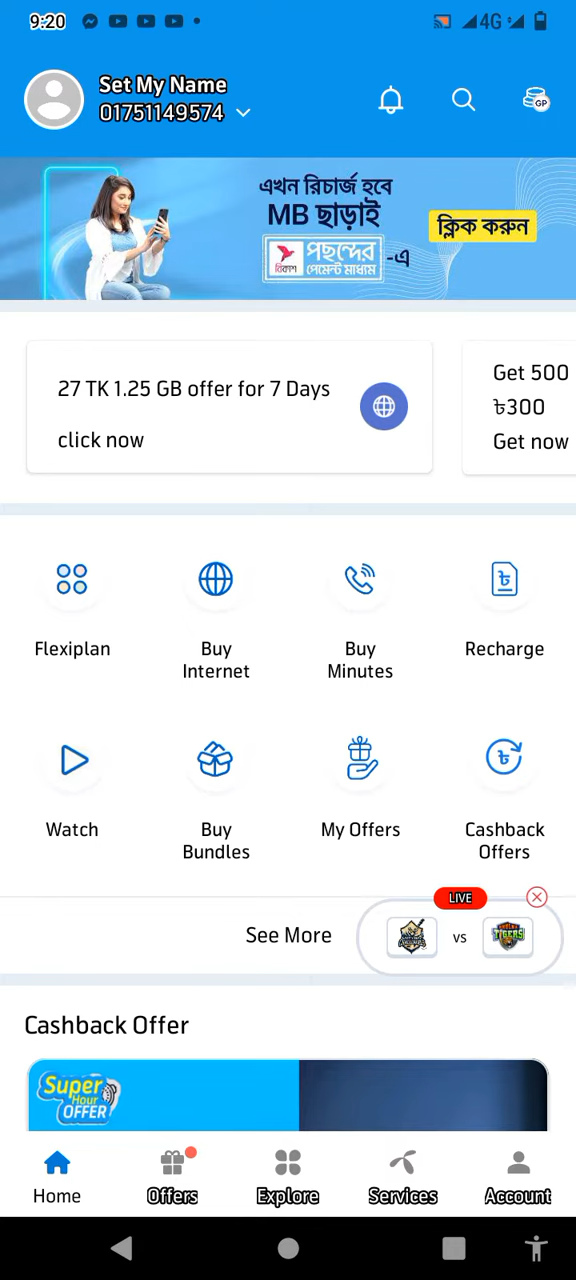 9:20
4G
Set My Name
01751149574
GP
এখন রিচার্জ হবে
MB ছাড়াই
ক্লিক করুন
বিকাশ
পছন্দের
পেমেন্ট মাধ্যম
-এ
27 TK 1.25 GB offer for 7 Days
click now
Get 500
৳300
Get now
Flexiplan
Buy
Internet
Buy
Minutes
Recharge
Watch
Buy
Bundles
My Offers
Cashback
Offers
LIVE
See More
vs
TIGERS
Cashback Offer
Super
Hour
OFFER
Home
Offers
Explore
Services
Account